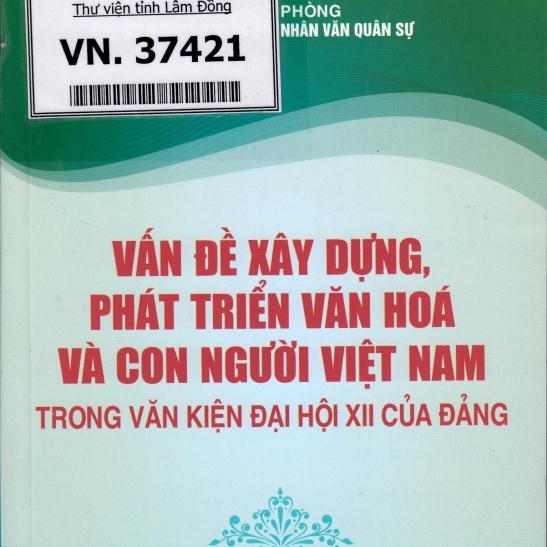 Thư viện tỉnh Lâm Đồng
VN. 37421
PHÒNG
NHÂN VĂN QUÂN SỰ
VẤN ĐỀ XÂY DỰNG,
PHÁT TRIỂN VĂN HOÁ
VÀ CON NGƯỜI VIỆT NAM
TRONG VĂN KIỆN ĐẠI HỘI XII CỦA ĐẢNG